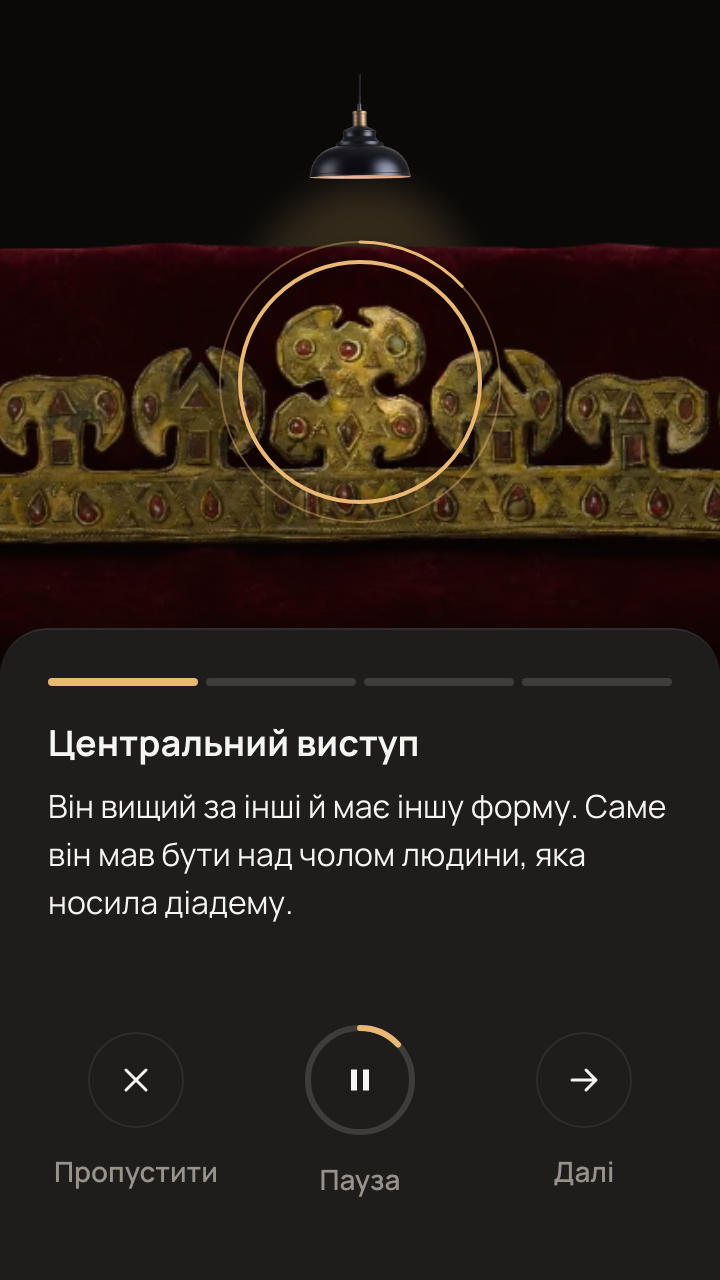 Центральний виступ
Він вищий за інші й має іншу форму. Саме
він мав бути над чолом людини, яка
носила діадему.
Пропустити
Пауза
Далі